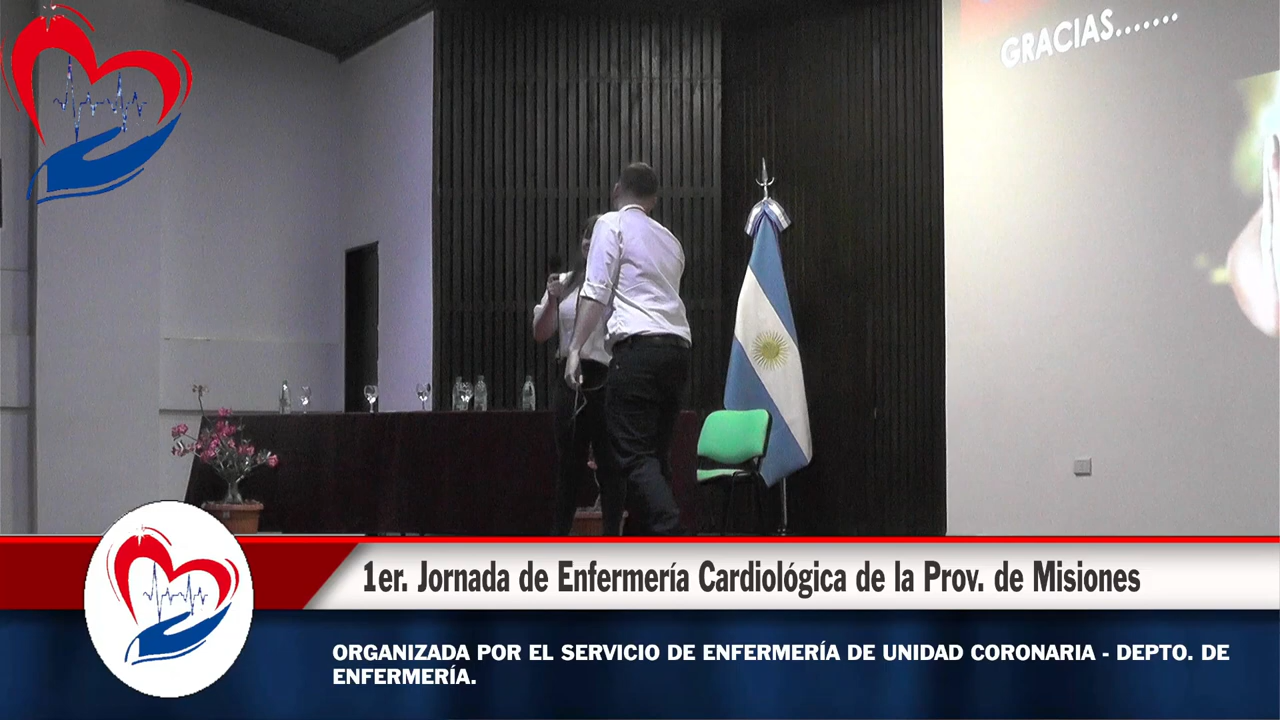 GRACIAS.......
1er. Jornada de Enfermería Cardiológica de la Prov. de Misiones
ORGANIZADA POR EL SERVICIO DE ENFERMERÍA DE UNIDAD CORONARIA - DEPTO. DE
ENFERMERÍA.